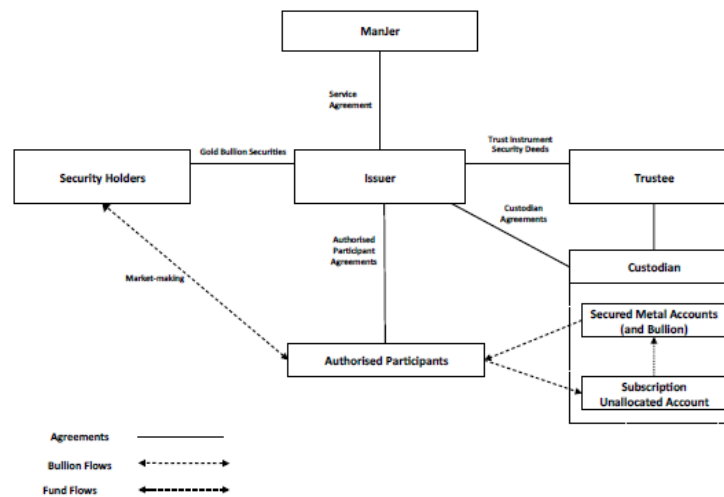 ManJer
Service
Agreement
Gold Bullion Securities
Trust Instrument
Security Deeds
Security Holders
Issuer
Trustee
Custodian
Agreements
Authorised
Participant
Agreements
Custodian
Market-making
Secured Metal Accounts
(and Bullion)
Authorised Participants
Subscription
Unallocated Account
Agreements
Bullion Flows
Fund Flows